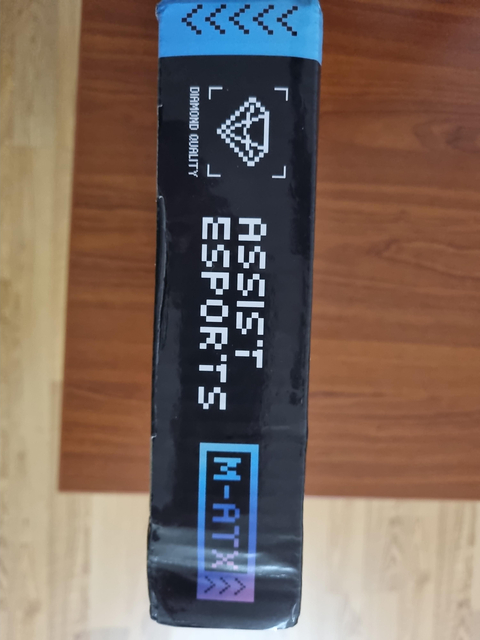 DIAMOND QUALITY
ASSIST
ESPORTS
M-ATX